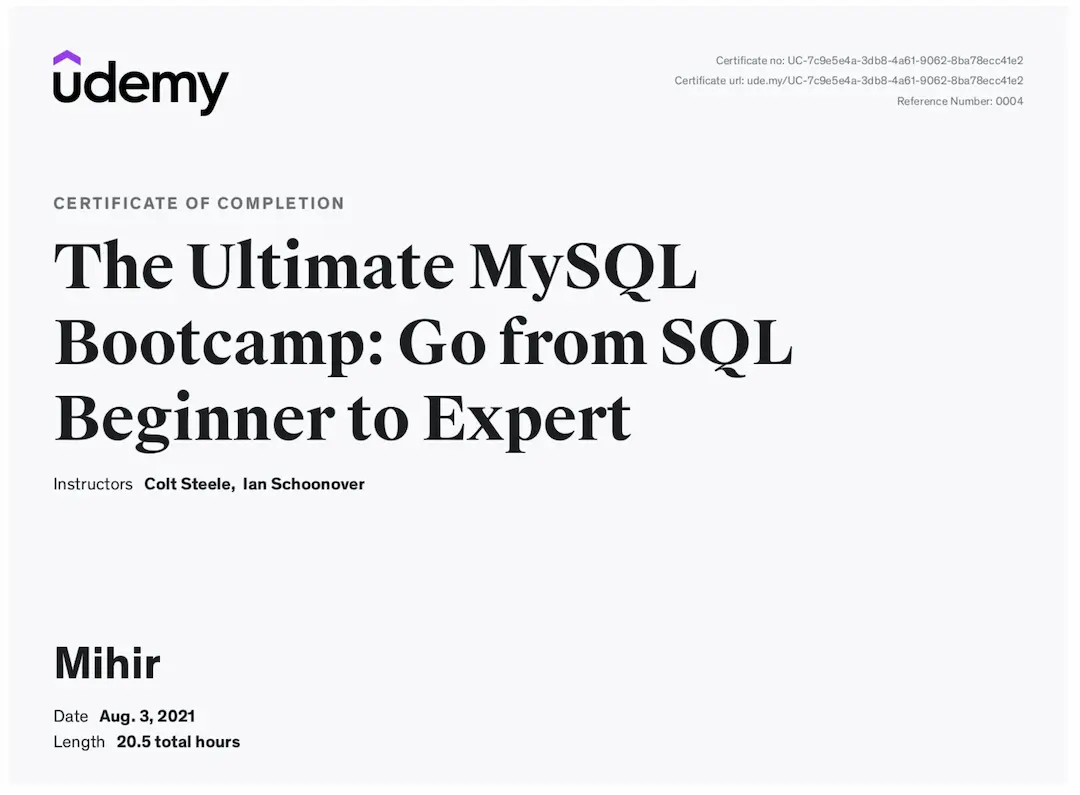 udemy
Certificate no: UC-7c9e5e4a-3db8-4a61-9062-8ba78ecc41e2
Certificate url: ude.my/UC-7c9e5e4a-3db8-4a61-9062-8ba78ecc41e2
Reference Number: 0004
CERTIFICATE OF COMPLETION
The Ultimate MySQL
Bootcamp: Go from SQL
Beginner to Expert
Instructors Colt Steele, Ian Schoonover
Mihir
Date Aug. 3, 2021
Length 20.5 total hours